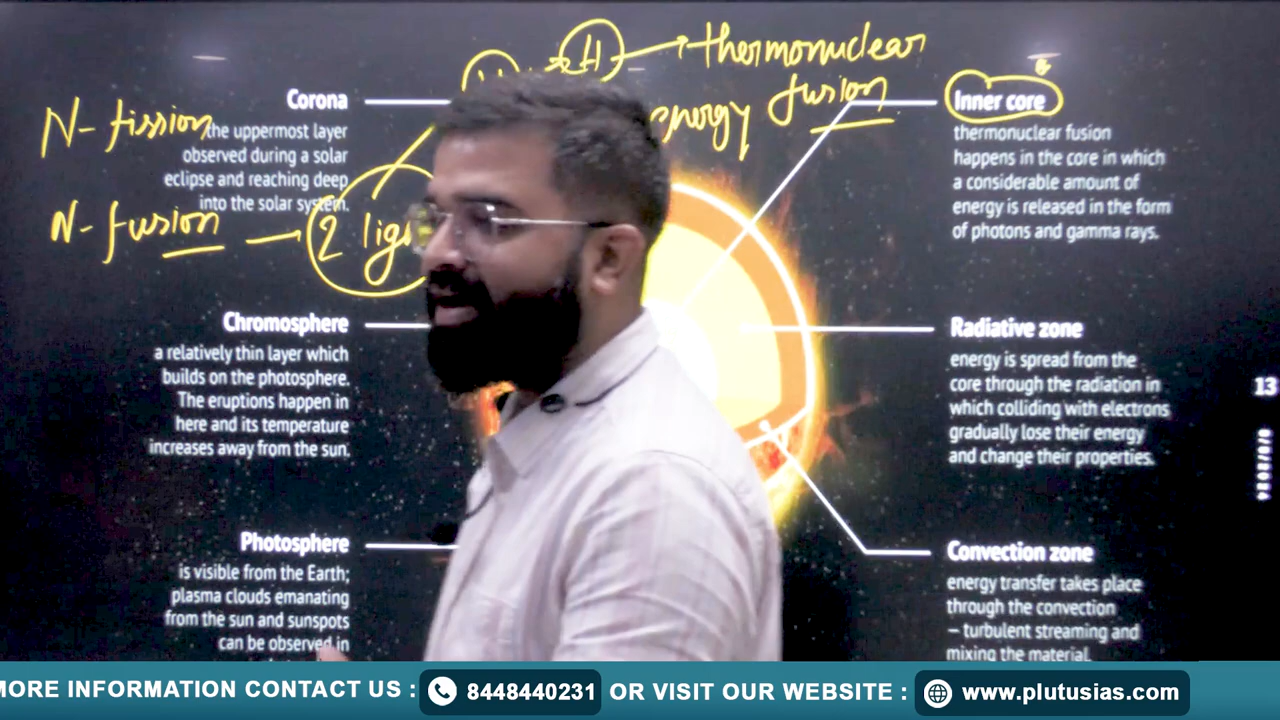 H
thermonuclear
energy fusion
N- fission
N- fusion
2
Corona
the uppermost layer
observed during a solar
eclipse and reaching deep
into the solar system.
Chromosphere
a relatively thin layer which
builds on the photosphere.
The eruptions happen in
here and its temperature
increases away from the sun.
Photosphere
is visible from the Earth;
plasma clouds emanating
from the sun and sunspots
can be observed in
Inner core
thermonuclear fusion
happens in the core in which
a considerable amount of
energy is released in the form
of photons and gamma rays.
Radiative zone
energy is spread from the
core through the radiation in
which colliding with electrons
gradually lose their energy
and change their properties.
Convection zone
energy transfer takes place
through the convection
– turbulent streaming and
mixing the material.
13
MORE INFORMATION CONTACT US : 8448440231 OR VISIT OUR WEBSITE : www.plutusias.com